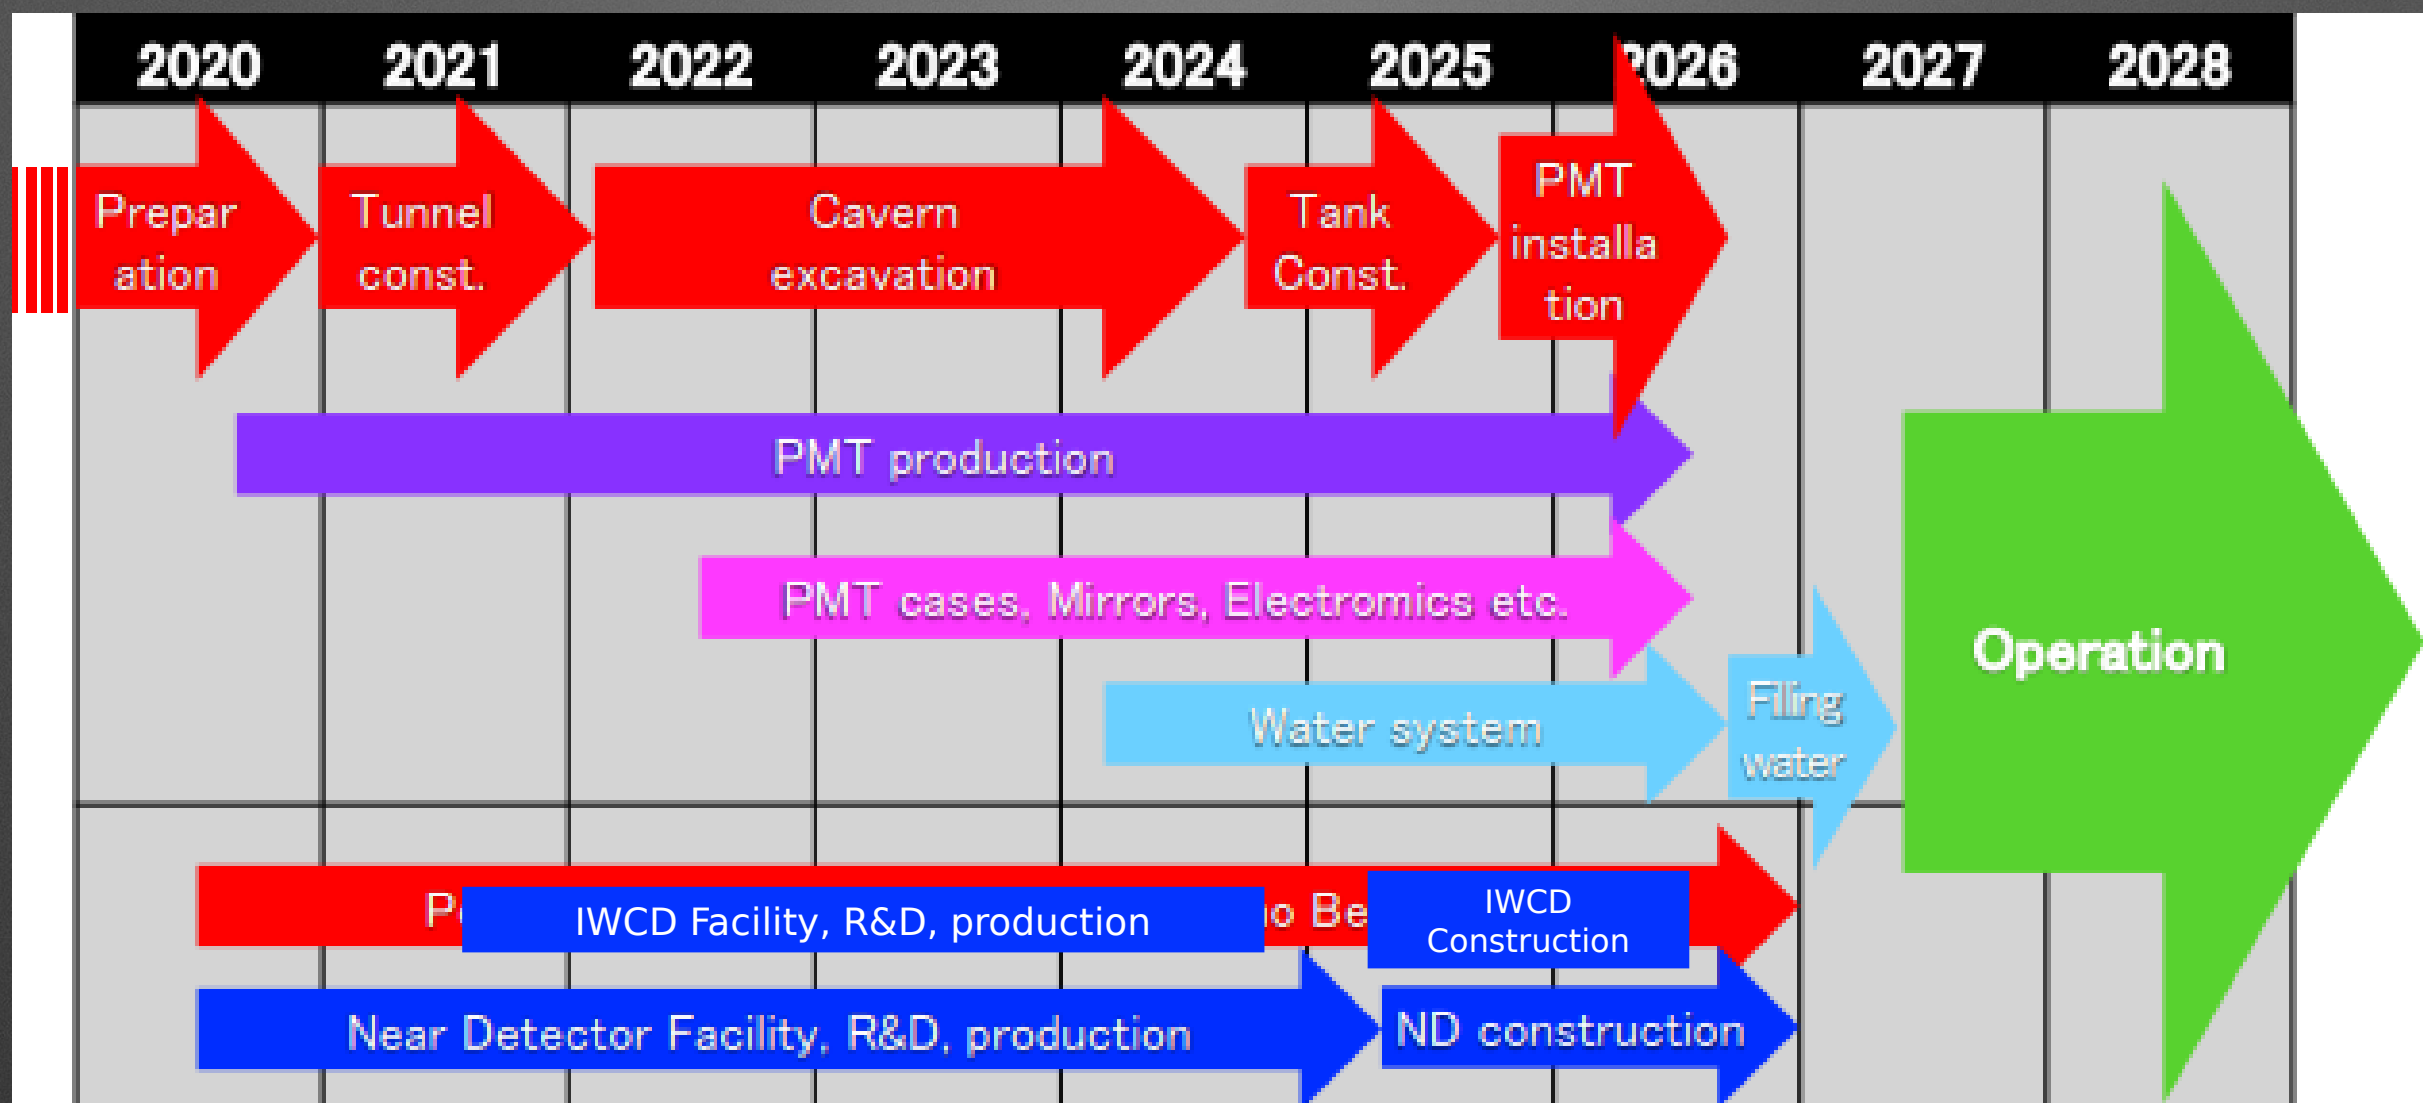 2020 2021 2022 2023 2024 2025 2026 2027 2028
Prepar
ation
Tunnel
const.
Cavern
excavation
Tank
Const.
PMT
installa
tion
PMT production
PMT cases, Mirrors, Electromics etc.
Water system
Filling
water
Operation
IWCD Facility, R&D, production
IWCD
Construction
Near Detector Facility, R&D, production
ND construction